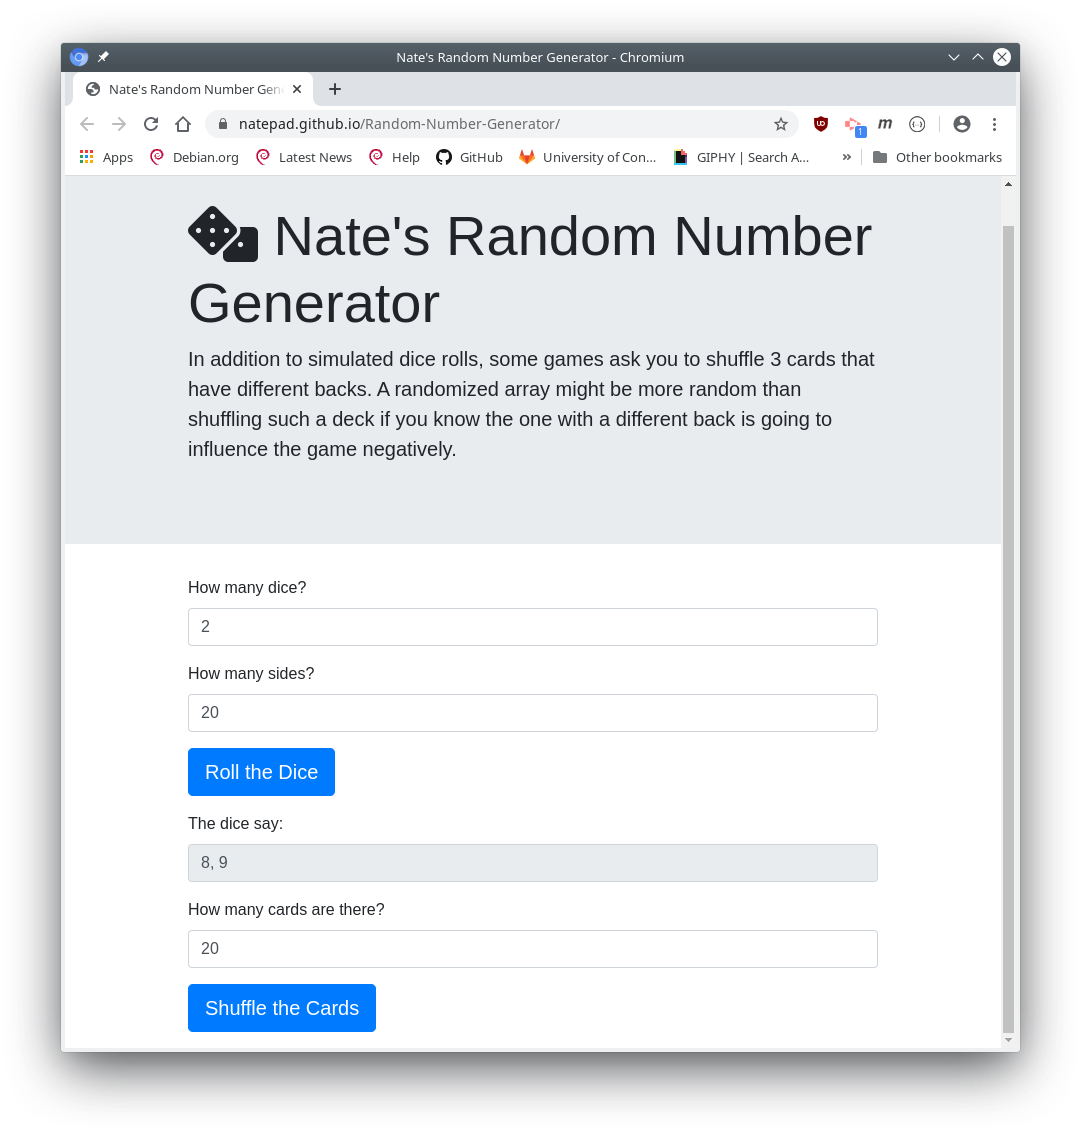 Nate's Random Number Generator - Chromium
Nate's Random Number Gen
natepad.github.io/Random-Number-Generator/
1
m
Apps Debian.org Latest News Help GitHub University of Con... GIPHY | Search A... » Other bookmarks
Nate's Random Number
Generator
In addition to simulated dice rolls, some games ask you to shuffle 3 cards that
have different backs. A randomized array might be more random than
shuffling such a deck if you know the one with a different back is going to
influence the game negatively.
How many dice?
2
How many sides?
20
Roll the Dice
The dice say:
8, 9
How many cards are there?
20
Shuffle the Cards